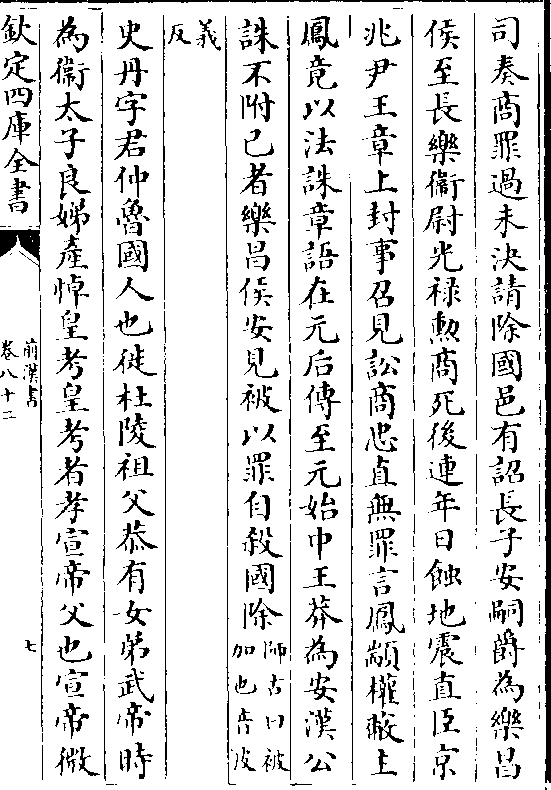 司奏商罪過未決請除國邑有詔長子安嗣爵為樂昌
侯至長樂衞尉光禄勲商死後連年日蝕地震直臣京
兆尹王章上封事召見訟商忠直無罪言鳳顓權蔽主
鳳竟以法誅章語在元后傳至元始中王莽為安漢公
誅不附已者樂昌侯安見被以罪自殺國除師古曰被
加也音皮
義
反
史丹字君仲魯國人也徙杜陵祖父恭有女弟武帝時
為衞太子良娣產悼皇考皇考者孝宣帝父也宣帝微
欽定四庫全書
前漢書
卷八十二
七